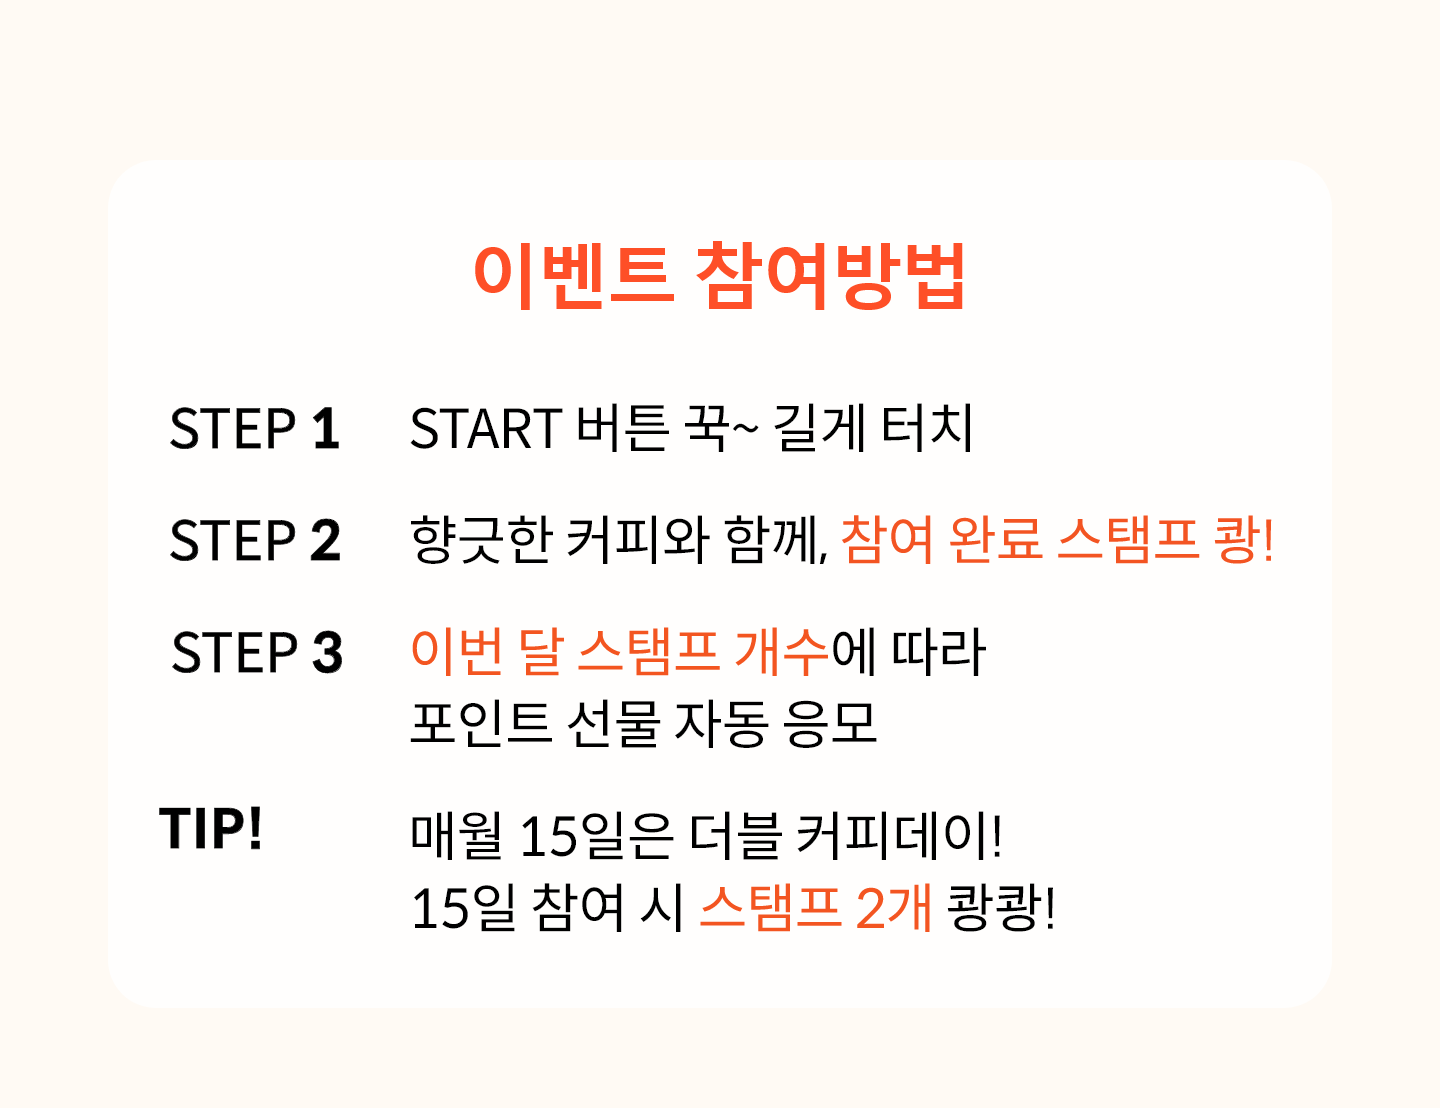 이벤트 참여방법
STEP 1 START 버튼 꾹~ 길게 터치
STEP 2 향긋한 커피와 함께, 참여 완료 스탬프 쾅!
STEP 3 이번 달 스탬프 개수에 따라
포인트 선물 자동 응모
TIP! 매월 15일은 더블 커피데이!
15일 참여 시 스탬프 2개 쾅쾅!